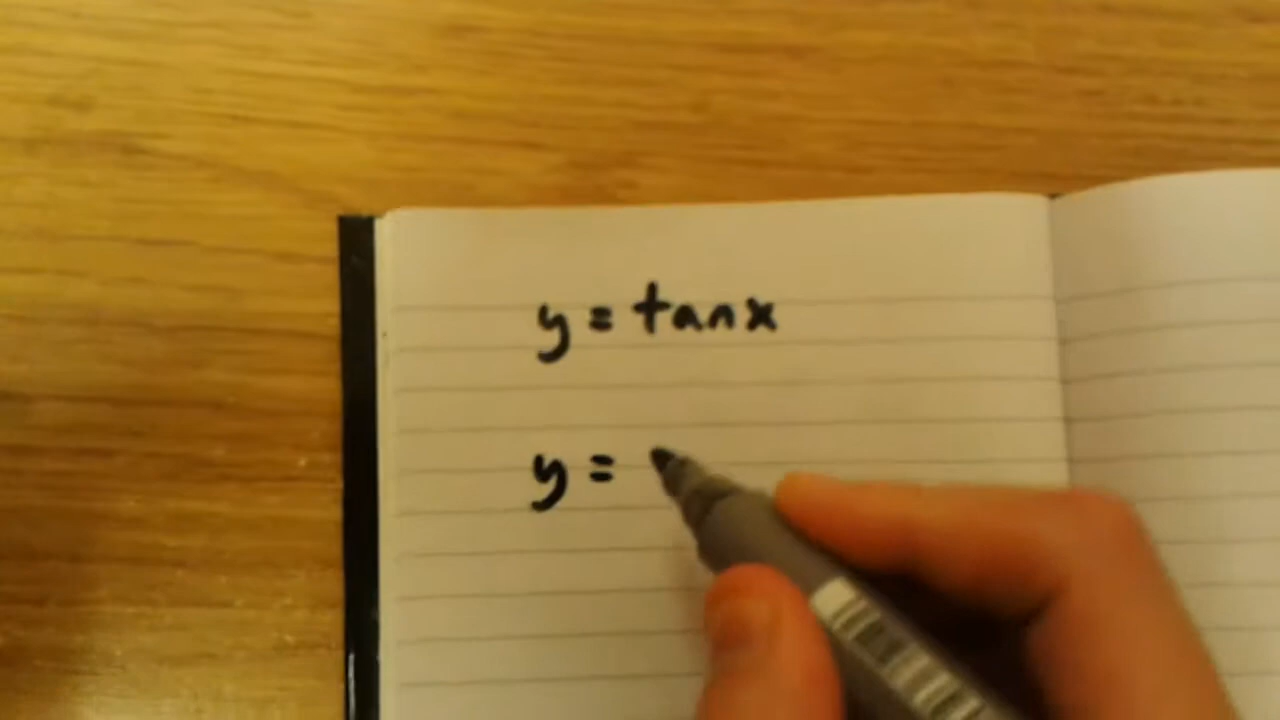 y = tanx
y =